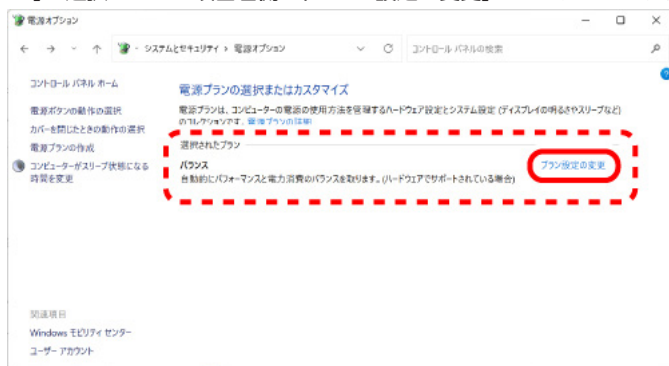 電源オプション
システムとセキュリティ › 電源オプション
コントロール パネルの検索
コントロール パネル ホーム
電源ボタンの動作の選択
カバーを閉じたときの動作の選択
電源プランの作成
コンピューターがスリープ状態になる
時間を変更
電源プランの選択またはカスタマイズ
電源プランは、コンピューターの電源の使用方法を管理するハードウェア設定とシステム設定 (ディスプレイの明るさやスリープなど)
のコレクションです。電源プランの詳細
選択されたプラン
バランス
プラン設定の変更
自動的にパフォーマンスと電力消費のバランスを取ります。(ハードウェアでサポートされている場合)
関連項目
Windows モビリティ センター
ユーザー アカウント